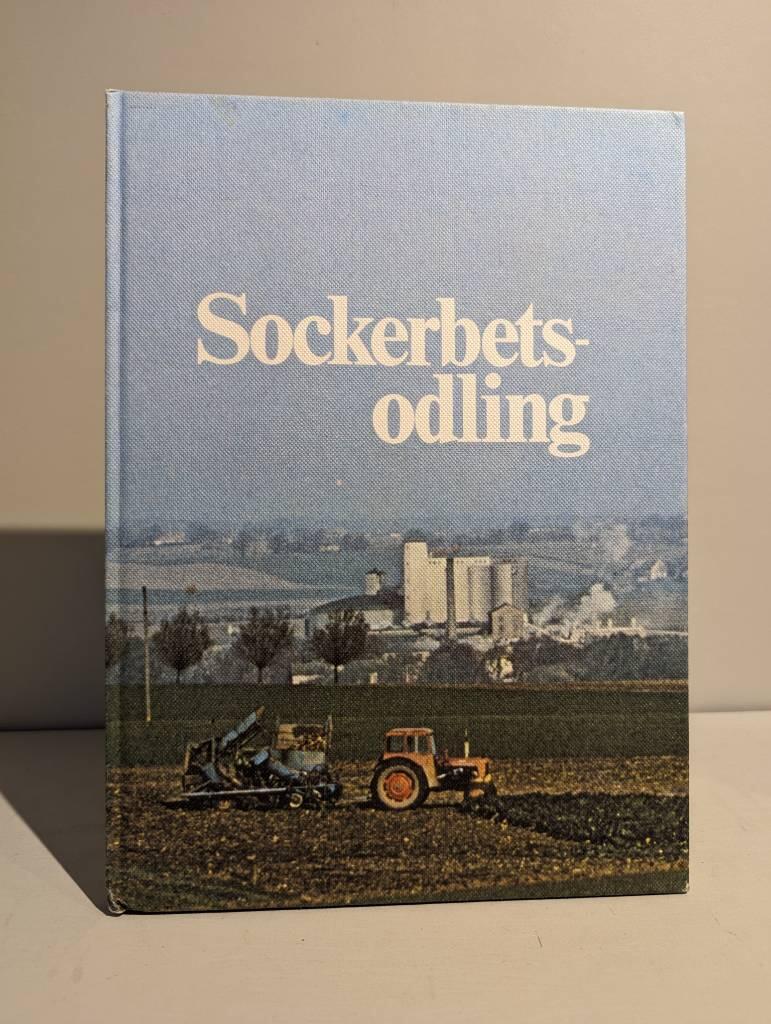 Sockerbets-
odling